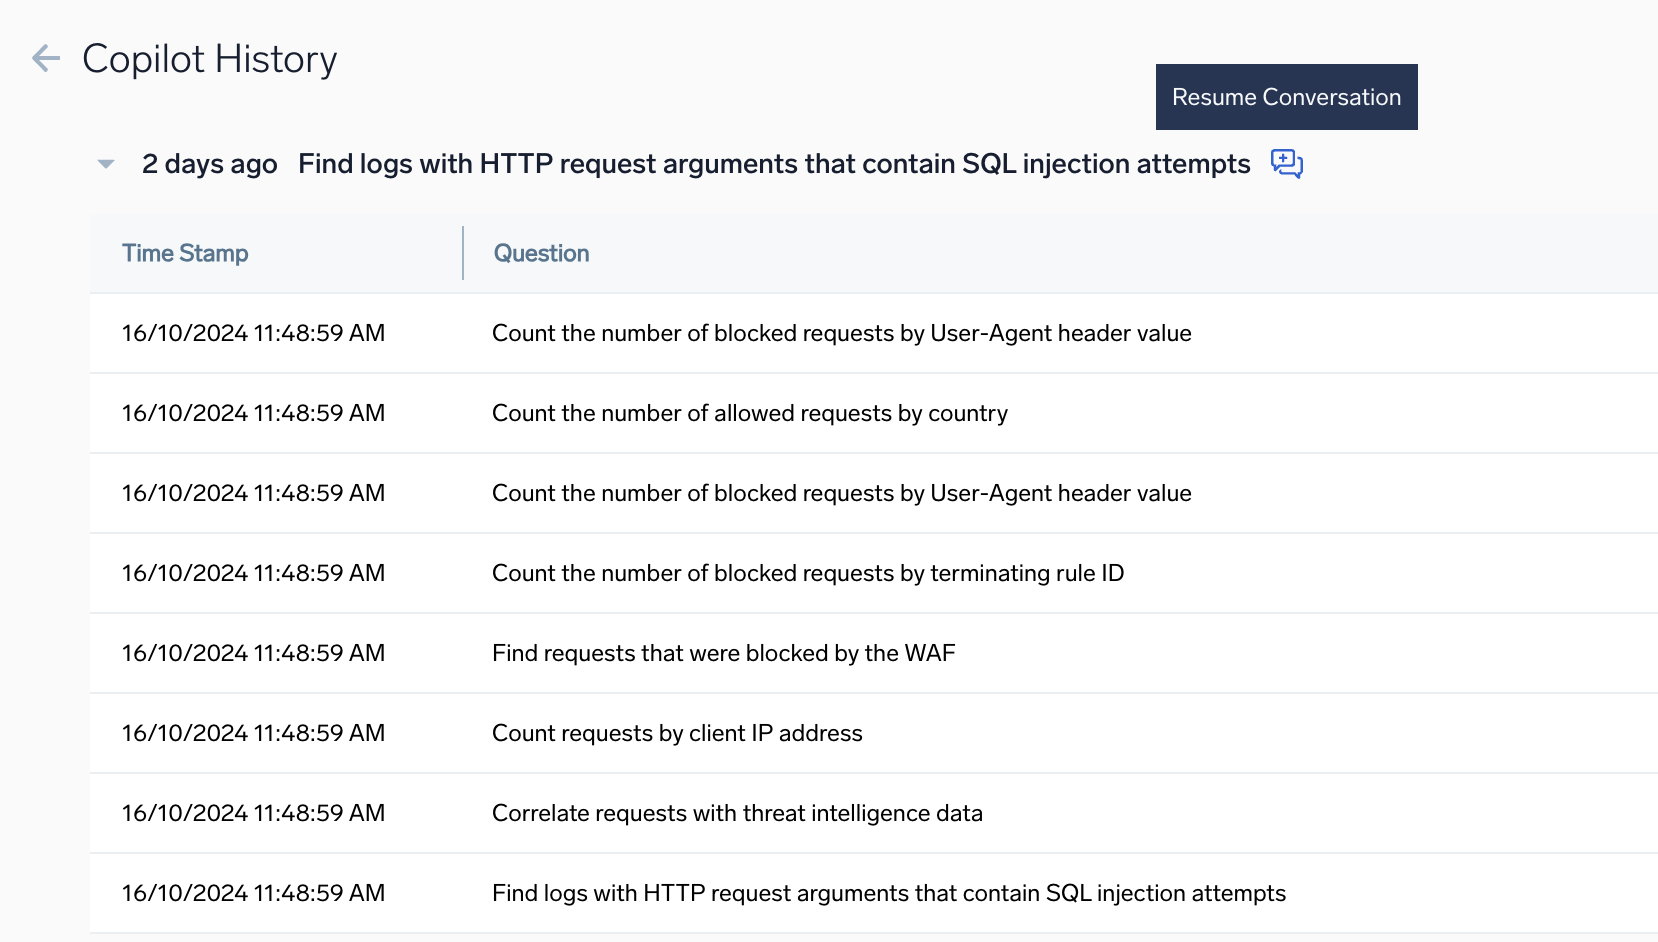 Copilot History
Resume Conversation
2 days ago Find logs with HTTP request arguments that contain SQL injection attempts
Time Stamp Question
16/10/2024 11:48:59 AM Count the number of blocked requests by User-Agent header value
16/10/2024 11:48:59 AM Count the number of allowed requests by country
16/10/2024 11:48:59 AM Count the number of blocked requests by User-Agent header value
16/10/2024 11:48:59 AM Count the number of blocked requests by terminating rule ID
16/10/2024 11:48:59 AM Find requests that were blocked by the WAF
16/10/2024 11:48:59 AM Count requests by client IP address
16/10/2024 11:48:59 AM Correlate requests with threat intelligence data
16/10/2024 11:48:59 AM Find logs with HTTP request arguments that contain SQL injection attempts